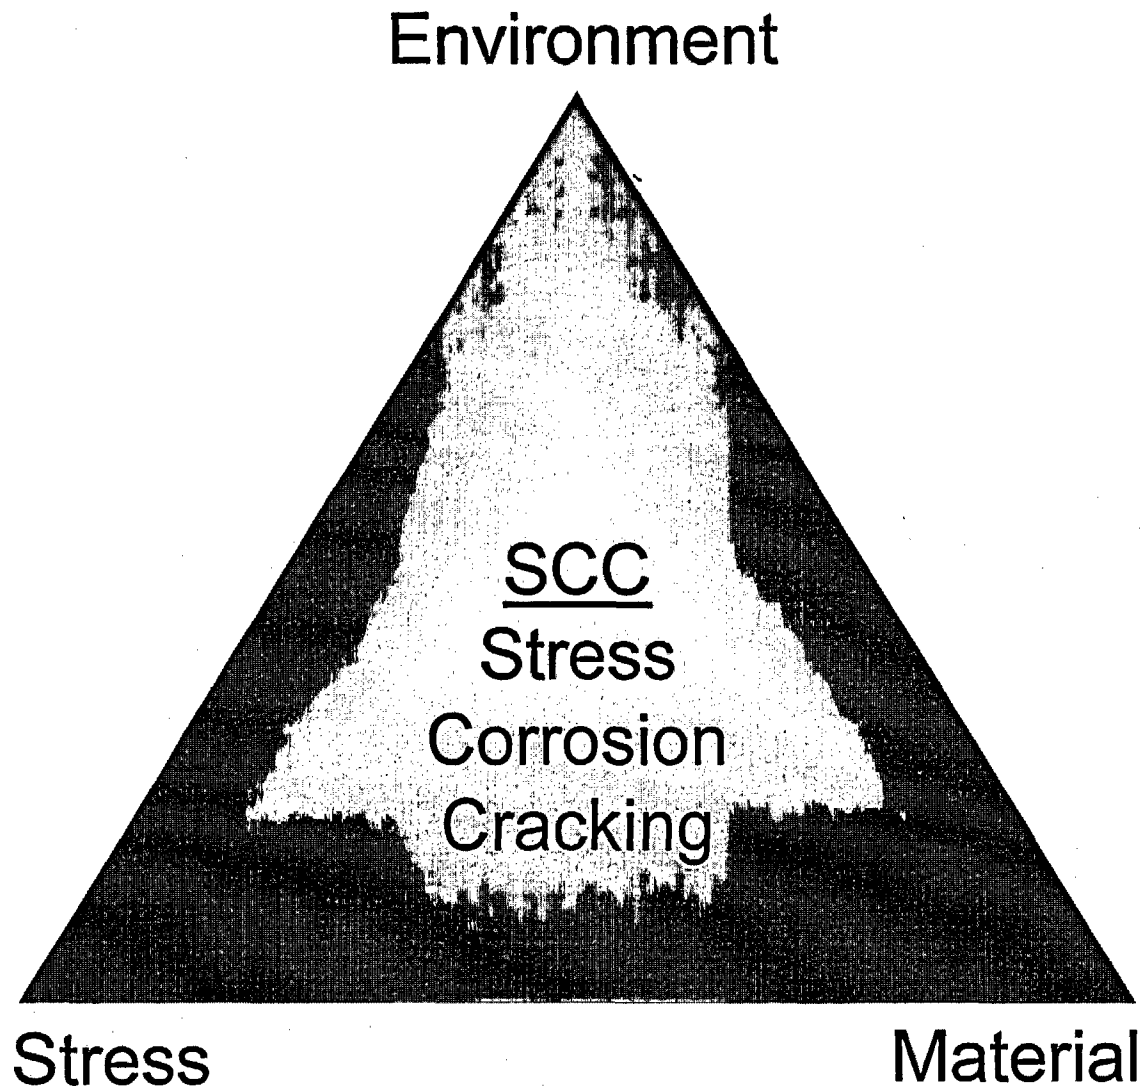 Environment
SCC
Stress
Corrosion
Cracking
Stress
Material